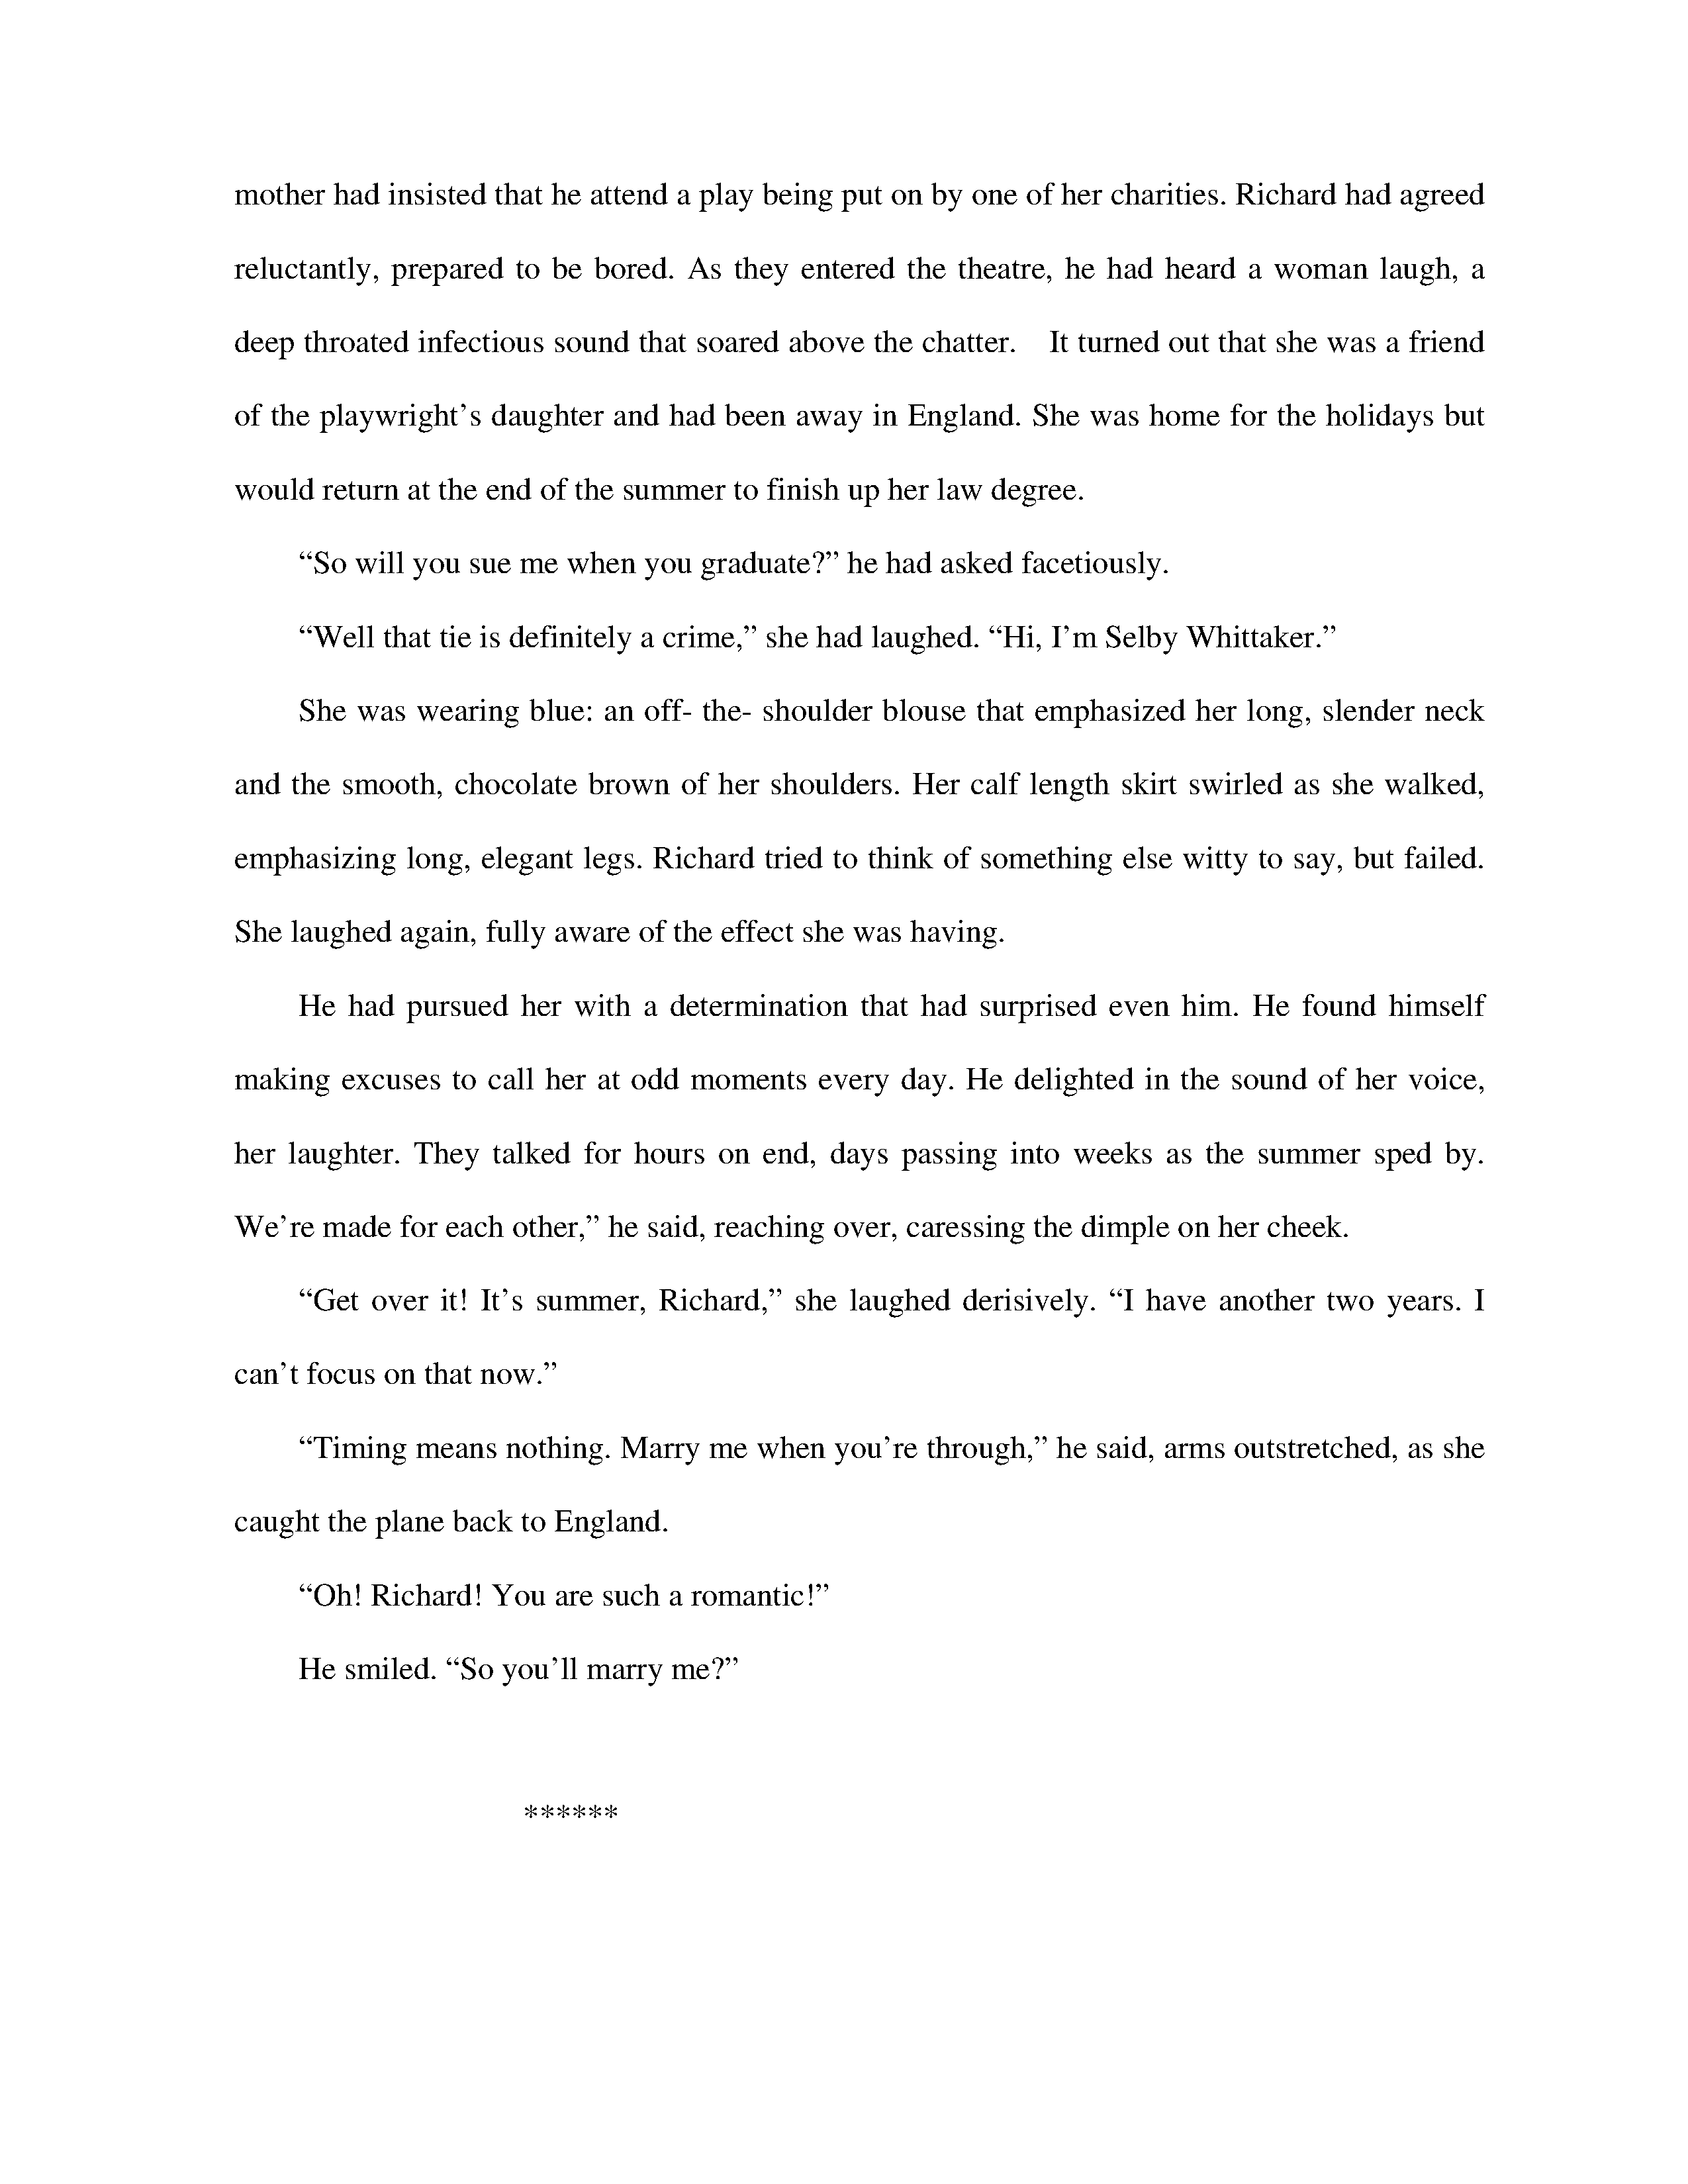 mother had insisted that he attend a play being put on by one of her charities. Richard had agreed
reluctantly, prepared to be bored. As they entered the theatre, he had heard a woman laugh, a
deep throated infectious sound that soared above the chatter.   It turned out that she was a friend
of the playwright’s daughter and had been away in England. She was home for the holidays but
would return at the end of the summer to finish up her law degree.
“So will you sue me when you graduate?” he had asked facetiously.
“Well that tie is definitely a crime,” she had laughed. “Hi, I’m Selby Whittaker.”
She was wearing blue: an off- the- shoulder blouse that emphasized her long, slender neck
and the smooth, chocolate brown of her shoulders. Her calf length skirt swirled as she walked,
emphasizing long, elegant legs. Richard tried to think of something else witty to say, but failed.
She laughed again, fully aware of the effect she was having.
He had pursued her with a determination that had surprised even him. He found himself
making excuses to call her at odd moments every day. He delighted in the sound of her voice,
her laughter. They talked for hours on end, days passing into weeks as the summer sped by.
We’re made for each other,” he said, reaching over, caressing the dimple on her cheek.
“Get over it! It’s summer, Richard,” she laughed derisively. “I have another two years. I
can’t focus on that now.”
“Timing means nothing. Marry me when you’re through,” he said, arms outstretched, as she
caught the plane back to England.
“Oh! Richard! You are such a romantic!”
He smiled. “So you’ll marry me?”
******